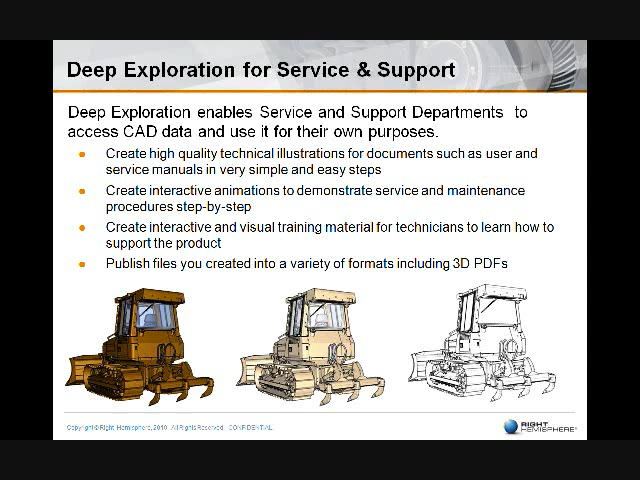 Deep Exploration for Service & Support
Deep Exploration enables Service and Support Departments to
access CAD data and use it for their own purposes.
Create high quality technical illustrations for documents such as user and
service manuals in very simple and easy steps
Create interactive animations to demonstrate service and maintenance
procedures step-by-step
Create interactive and visual training material for technicians to learn how to
support the product
Publish files you created into a variety of formats including 3D PDFs
Copyright © Right Hemisphere, 2010. All Rights Reserved. CONFIDENTIAL.
RIGHT
HEMISPHERE